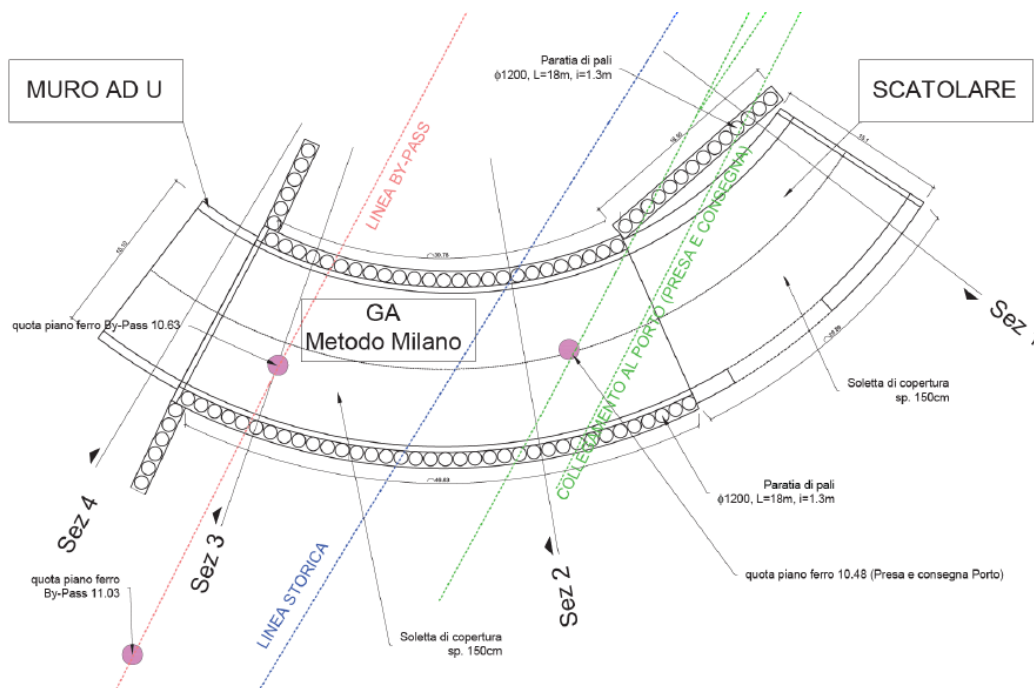 MURO AD U
Paratia di pali
ϕ1200, L=18m, i=1.3m
SCATOLARE
LINEA BY-PASS
COLLEGAMENTO AL PORTO (PRESA E CONSEGNA)
GA
Metodo Milano
quota piano ferro By-Pass 10.63
Soletta di copertura
sp. 150cm
Paratia di pali
ϕ1200, L=18m, i=1.3m
Sez 4
Sez 3
Sez 2
quota piano ferro 10.48 (Presa e consegna Porto)
quota piano ferro
By-Pass 11.03
LINEA STORICA
Soletta di copertura
sp. 150cm